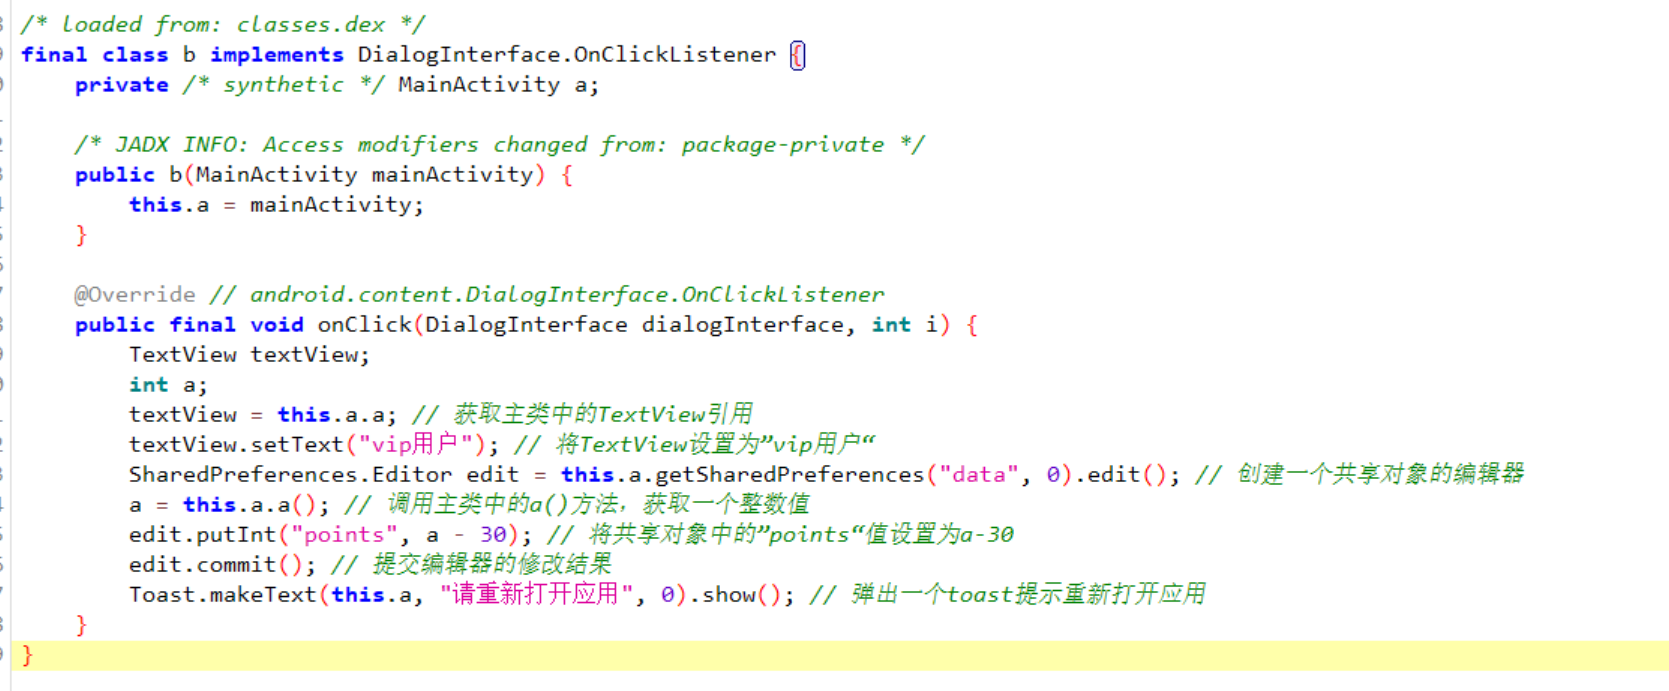 /* loaded from: classes.dex */
final class b implements DialogInterface.OnClickListener {
    private /* synthetic */ MainActivity a;
    /* JADX INFO: Access modifiers changed from: package-private */
    public b(MainActivity mainActivity) {
        this.a = mainActivity;
    }
    @Override // android.content.DialogInterface.OnClickListener
    public final void onClick(DialogInterface dialogInterface, int i) {
        TextView textView;
        int a;
        textView = this.a.a; // 获取主类中的TextView引用
        textView.setText("vip用户"); // 将TextView设置为”vip用户“
        SharedPreferences.Editor edit = this.a.getSharedPreferences("data", 0).edit(); // 创建一个共享对象的编辑器
        a = this.a.a(); // 调用主类中的a()方法，获取一个整数值
        edit.putInt("points", a - 30); // 将共享对象中的”points“值设置为a-30
        edit.commit(); // 提交编辑器的修改结果
        Toast.makeText(this.a, "请重新打开应用", 0).show(); // 弹出一个toast提示重新打开应用
    }
}